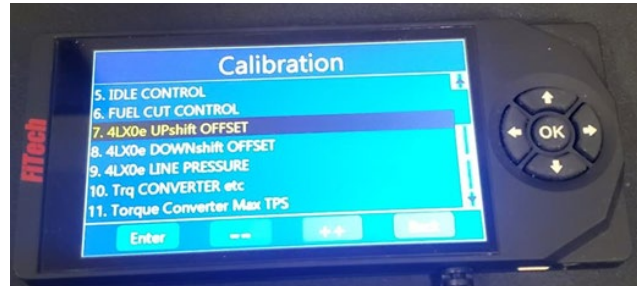 FiTech
Calibration
5. IDLE CONTROL
6. FUEL CUT CONTROL
7. 4LX0e UPshift OFFSET
8. 4LX0e DOWNshift OFFSET
9. 4LX0e LINE PRESSURE
10. Trq CONVERTER etc
11. Torque Converter Max TPS
Enter -- ++ Back
OK